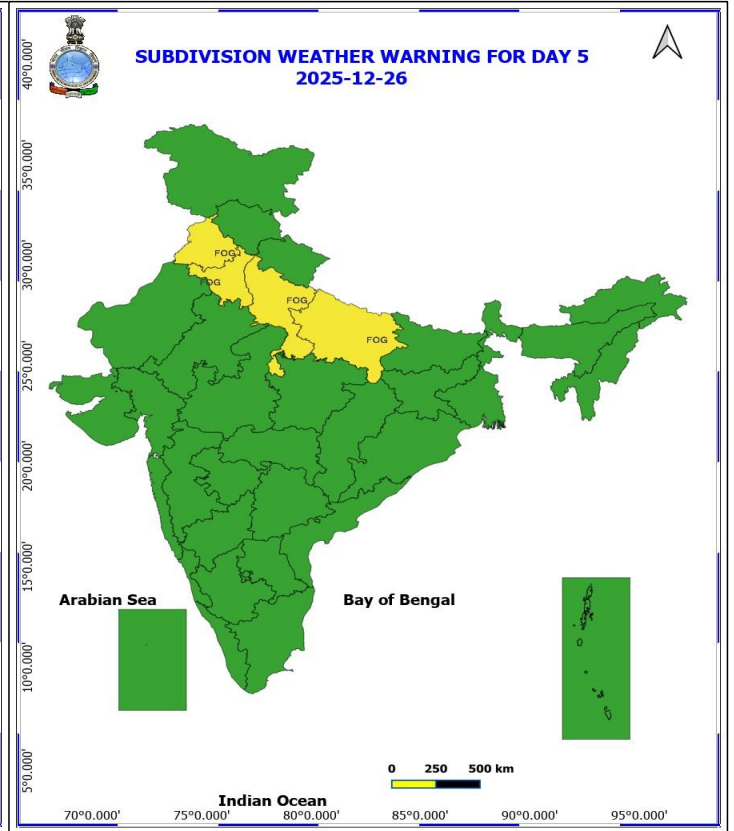 SUBDIVISION WEATHER WARNING FOR DAY 5
2025-12-26
40°0.000'
35°0.000'
30°0.000'
25°0.000'
20°0.000'
15°0.000'
10°0.000'
5°0.000'
FOG
FOG
FOG
FOG
Arabian Sea
Bay of Bengal
0 250 500 km
Indian Ocean
70°0.000' 75°0.000' 80°0.000' 85°0.000' 90°0.000' 95°0.000'